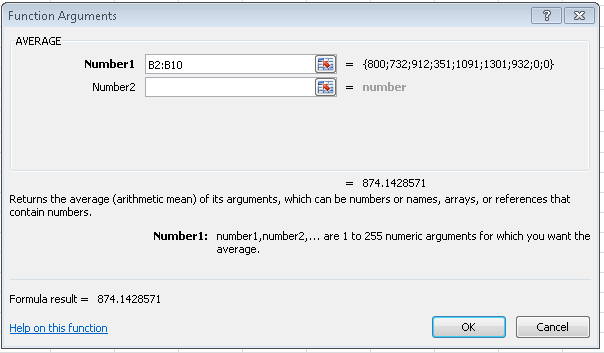 Function Arguments
AVERAGE
Number1 B2:B10 = {800;732;912;351;1091;1301;932;0;0}
Number2 = number
= 874.1428571
Returns the average (arithmetic mean) of its arguments, which can be numbers or names, arrays, or references that
contain numbers.
Number1: number1,number2,... are 1 to 255 numeric arguments for which you want the
average.
Formula result = 874.1428571
Help on this function
OK Cancel